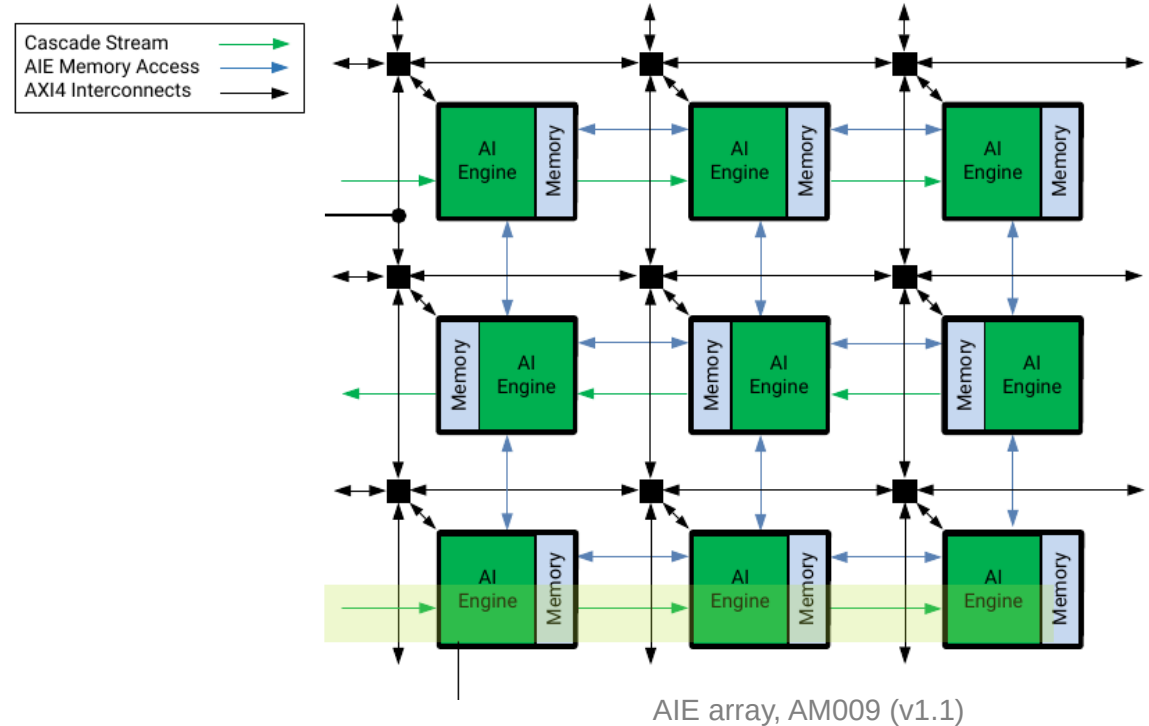 Cascade Stream
AIE Memory Access
AXI4 Interconnects
AI
Engine
Memory
AI
Engine
Memory
AI
Engine
Memory
Memory
AI
Engine
Memory
AI
Engine
Memory
AI
Engine
AI
Engine
Memory
AI
Engine
Memory
AI
Engine
Memory
AIE array, AM009 (v1.1)